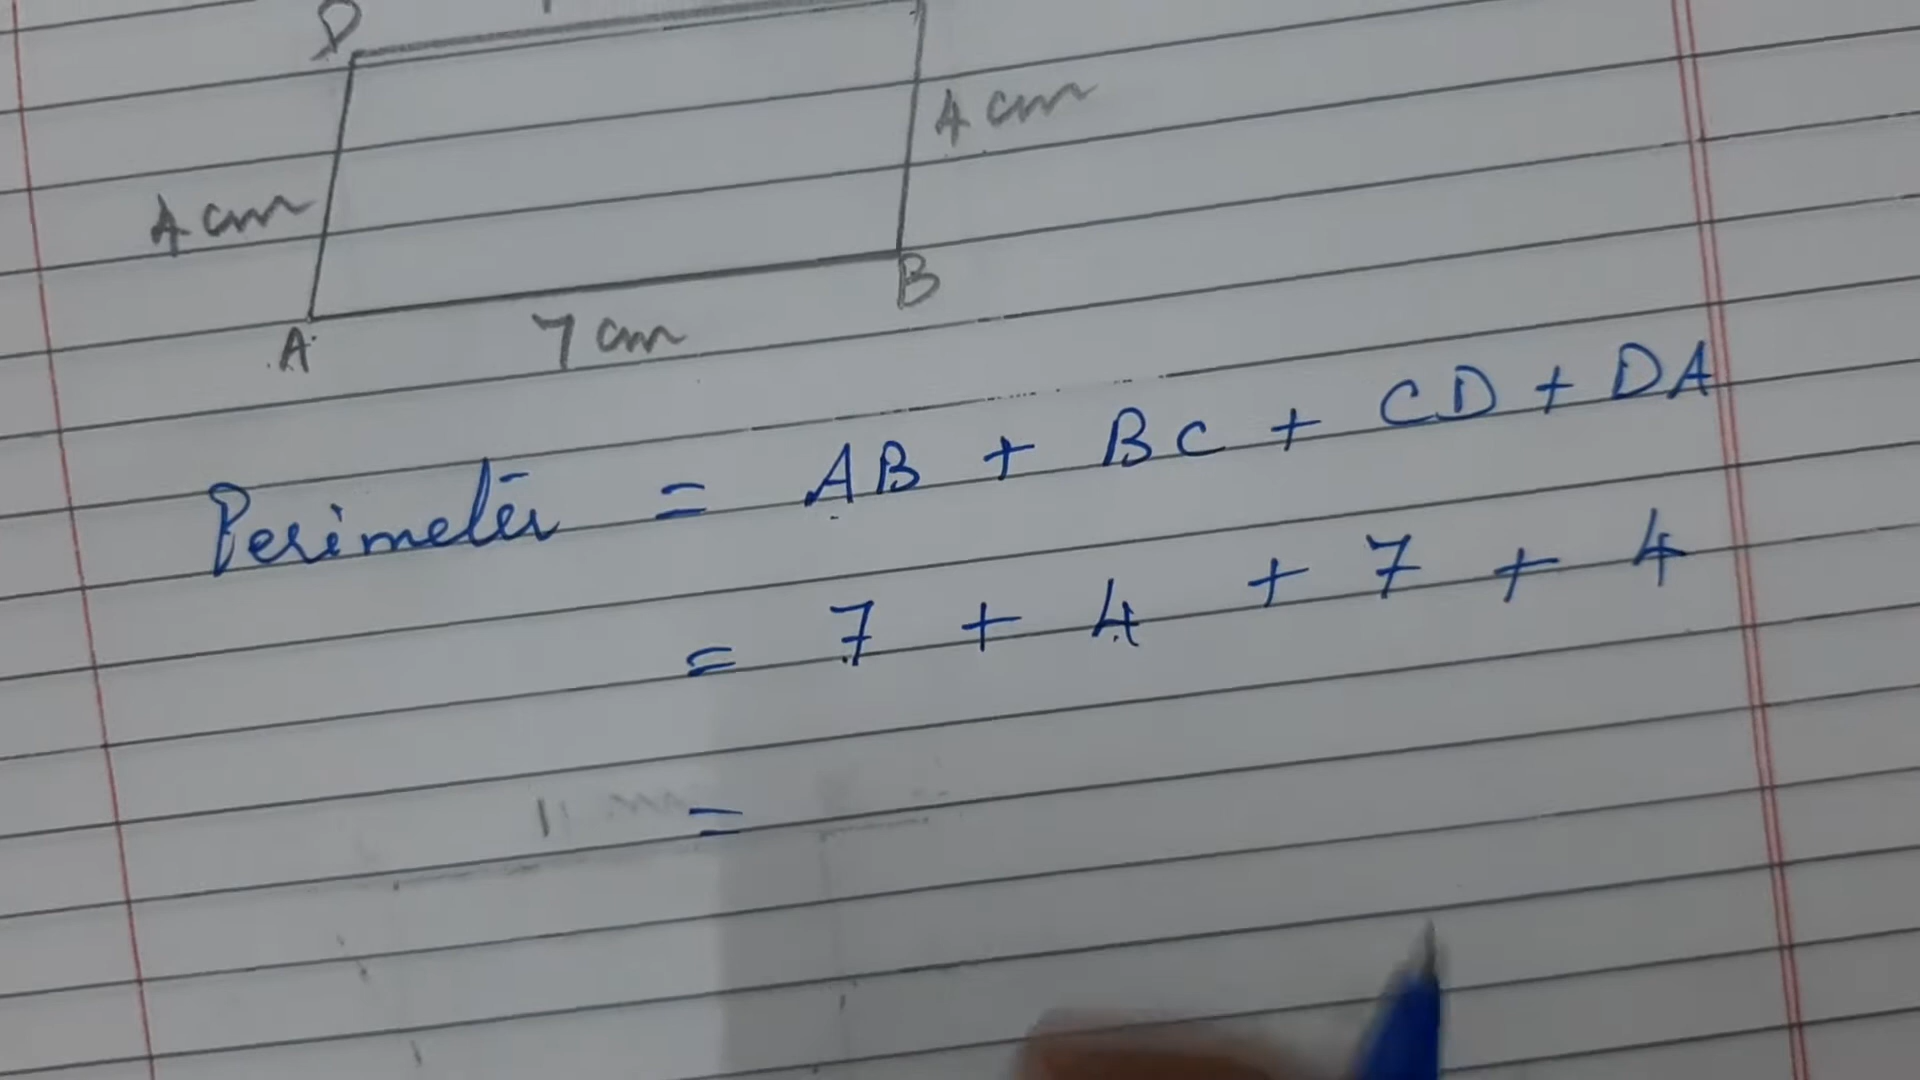 D
4 cm
4 cm
B
A
7 cm
Perimeter = AB + BC + CD + DA
= 7 + 4 + 7 + 4
=